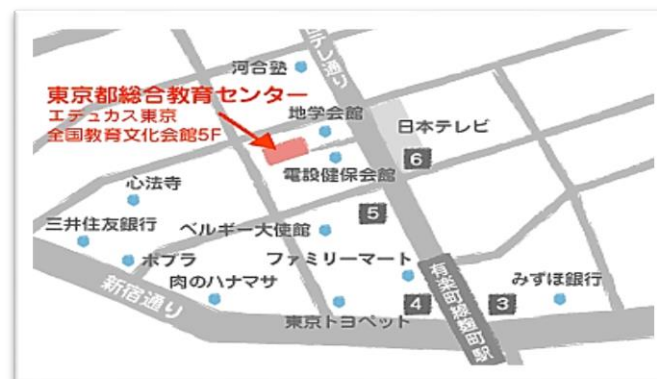 日テレ通り
河合塾
東京都総合教育センター
エデュカス東京
全国教育文化会館5F
地学会館
日本テレビ
6
電設健保会館
心法寺
5
三井住友銀行
ベルギー大使館
ポプラ
ファミリーマート
肉のハナマサ
有楽町線麹町駅
みずほ銀行
新宿通り
4
3
東京トヨペット